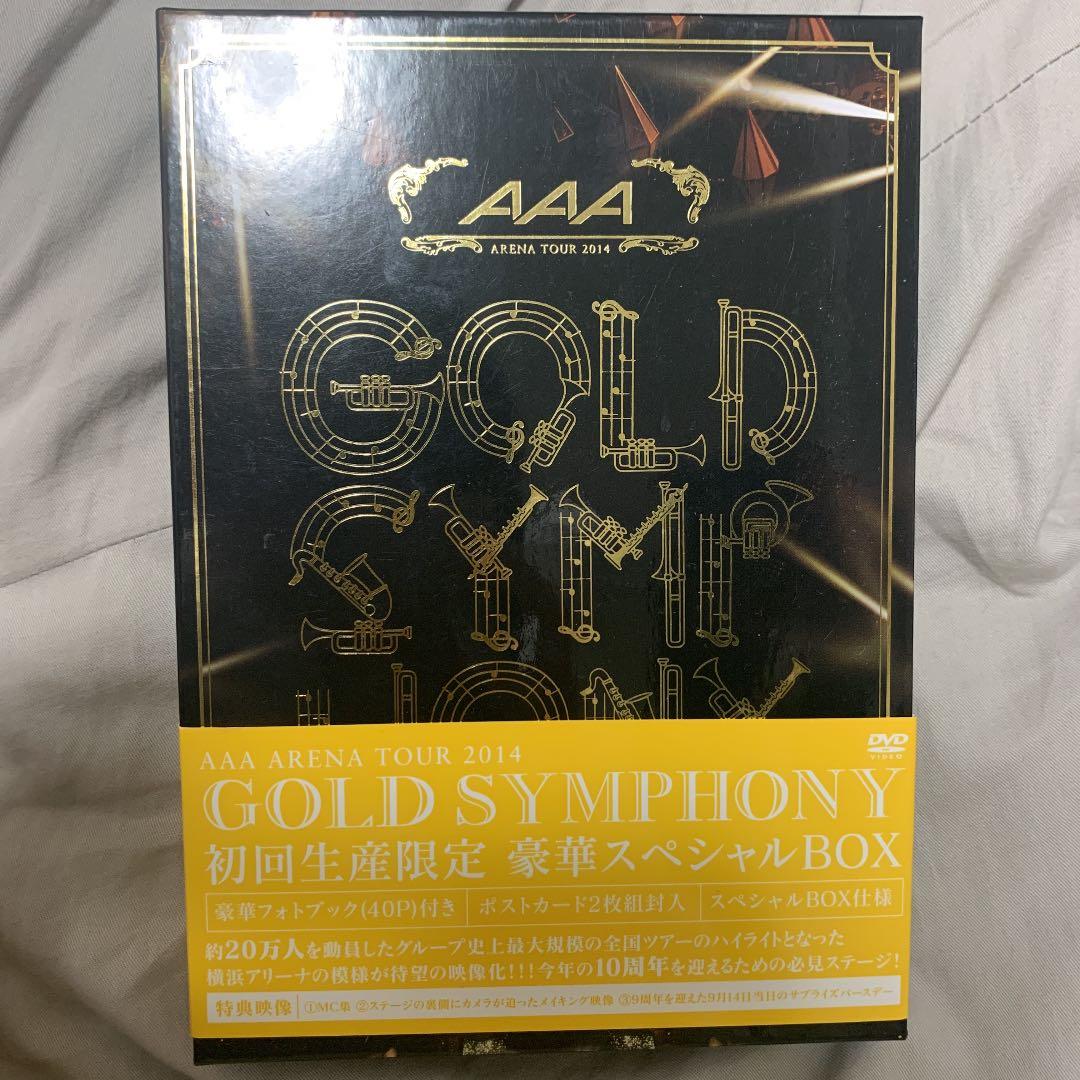 AAA
ARENA TOUR 2014
GOLD
SYMP
HONY
AAA ARENA TOUR 2014
DVD
VIDEO
GOLD SYMPHONY
初回生産限定 豪華スペシャルBOX
豪華フォトブック(40P)付き ポストカード2枚組封入 スペシャルBOX仕様
約20万人を動員したグループ史上最大規模の全国ツアーのハイライトとなった
横浜アリーナの模様が待望の映像化!!!今年の10周年を迎えるための必見ステージ!
特典映像 ①MC集 ②ステージの裏側にカメラが迫ったメイキング映像 ③9周年を迎えた9月14日当日のサプライズバースデー